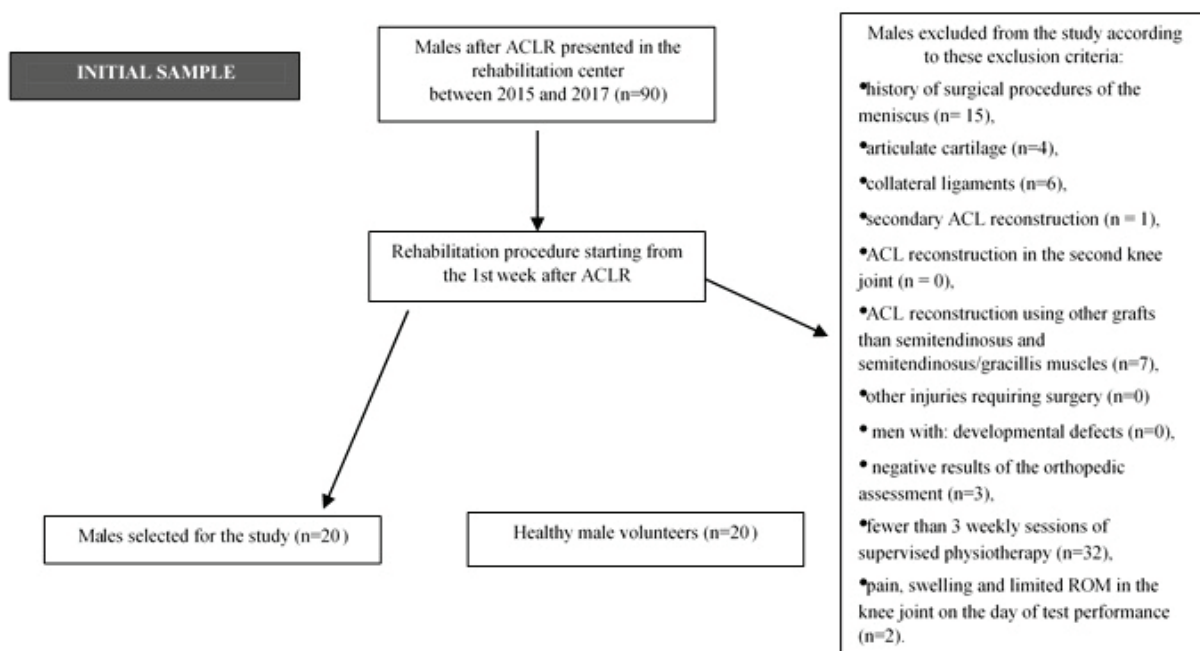 INITIAL SAMPLE
Males after ACLR presented in the
rehabilitation center
between 2015 and 2017 (n=90)
Rehabilitation procedure starting from
the 1st week after ACLR
Males selected for the study (n=20)
Healthy male volunteers (n=20)
Males excluded from the study according
to these exclusion criteria:
•history of surgical procedures of the
meniscus (n= 15),
•articulate cartilage (n=4),
•collateral ligaments (n=6),
•secondary ACL reconstruction (n = 1),
•ACL reconstruction in the second knee
joint (n = 0),
•ACL reconstruction using other grafts
than semitendinosus and
semitendinosus/gracillis muscles (n=7),
•other injuries requiring surgery (n=0)
• men with: developmental defects (n=0),
• negative results of the orthopedic
assessment (n=3),
•fewer than 3 weekly sessions of
supervised physiotherapy (n=32),
•pain, swelling and limited ROM in the
knee joint on the day of test performance
(n=2).